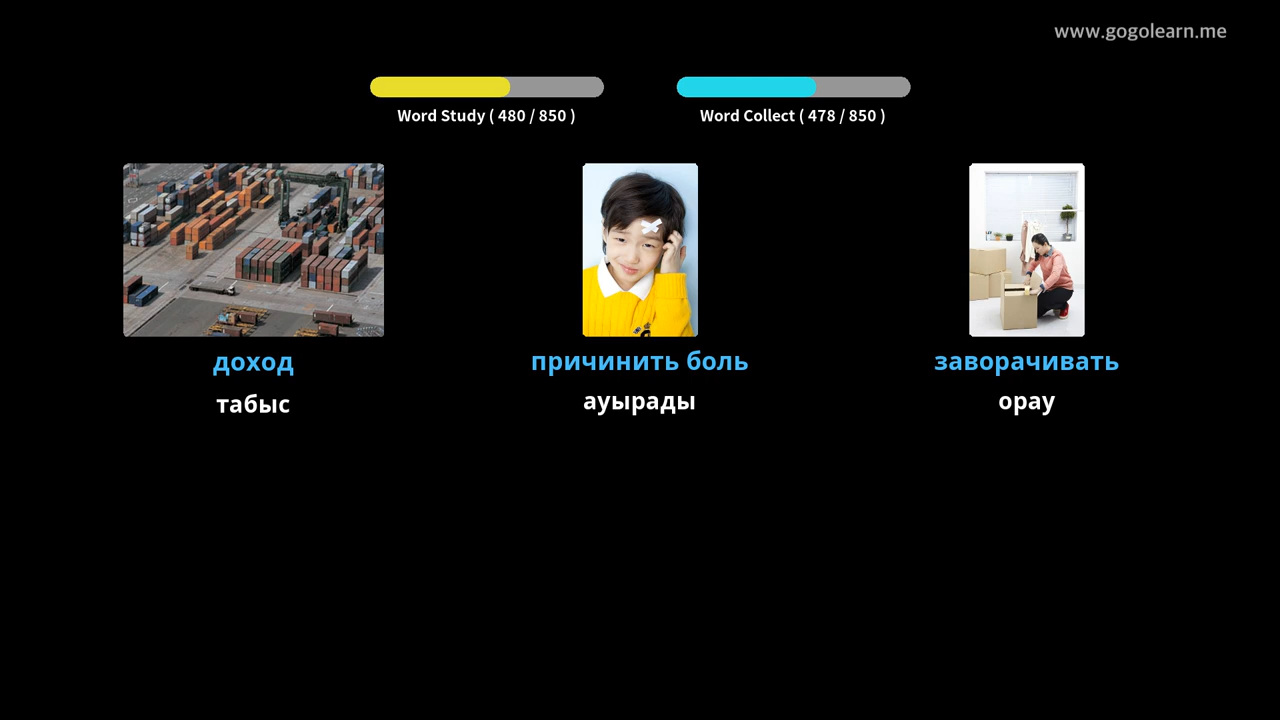 www.gogolearn.me
Word Study ( 480 / 850 )
Word Collect ( 478 / 850 )
доход
причинить боль
заворачивать
табыс
ауырады
орау